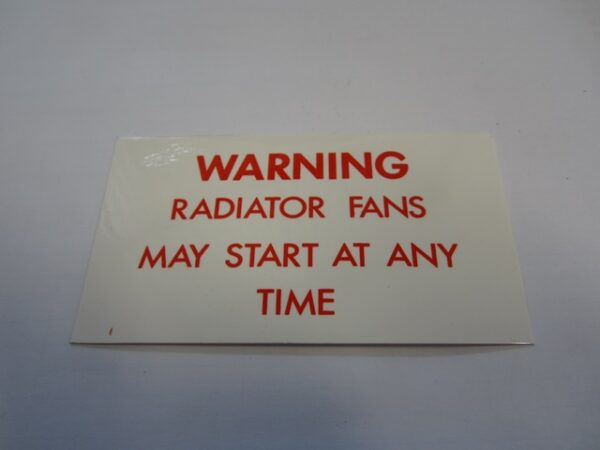 WARNING
RADIATOR FANS
MAY START AT ANY
TIME